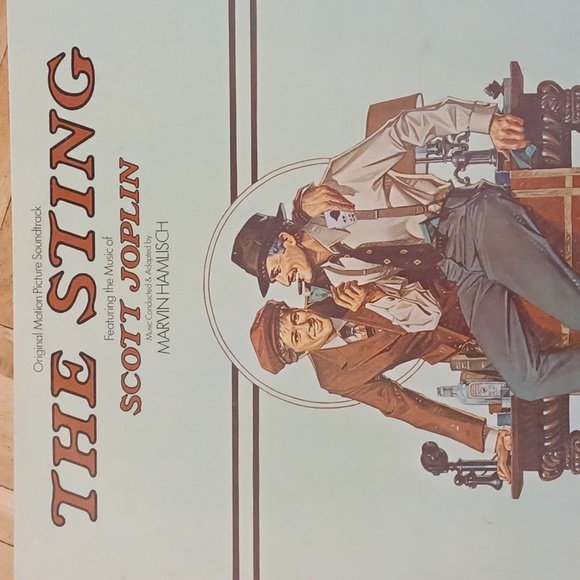 Original Motion Picture Soundtrack
THE STING
Featuring the Music of
SCOTT JOPLIN
Music Conducted & Adapted by
MARVIN HAMLISCH